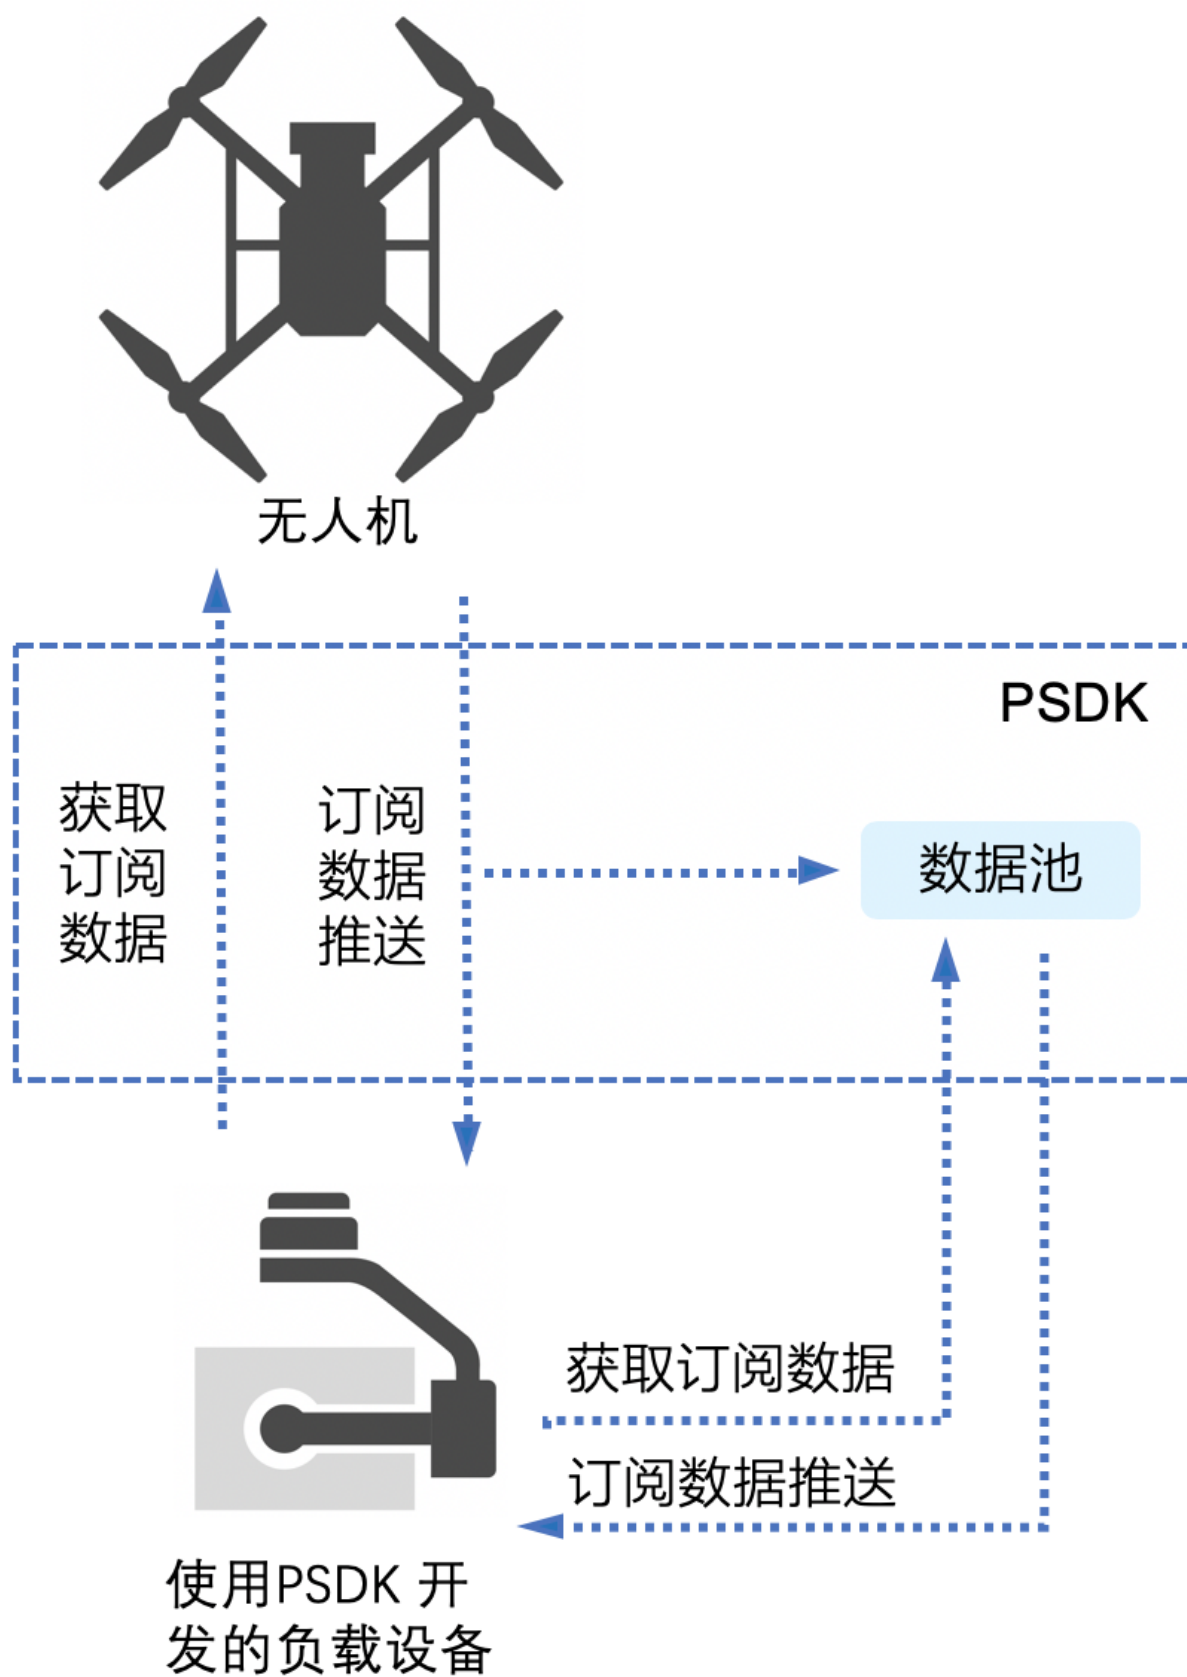 无人机
PSDK
获取
订阅
数据
订阅
数据
推送
数据池
获取订阅数据
订阅数据推送
使用PSDK 开
发的负载设备